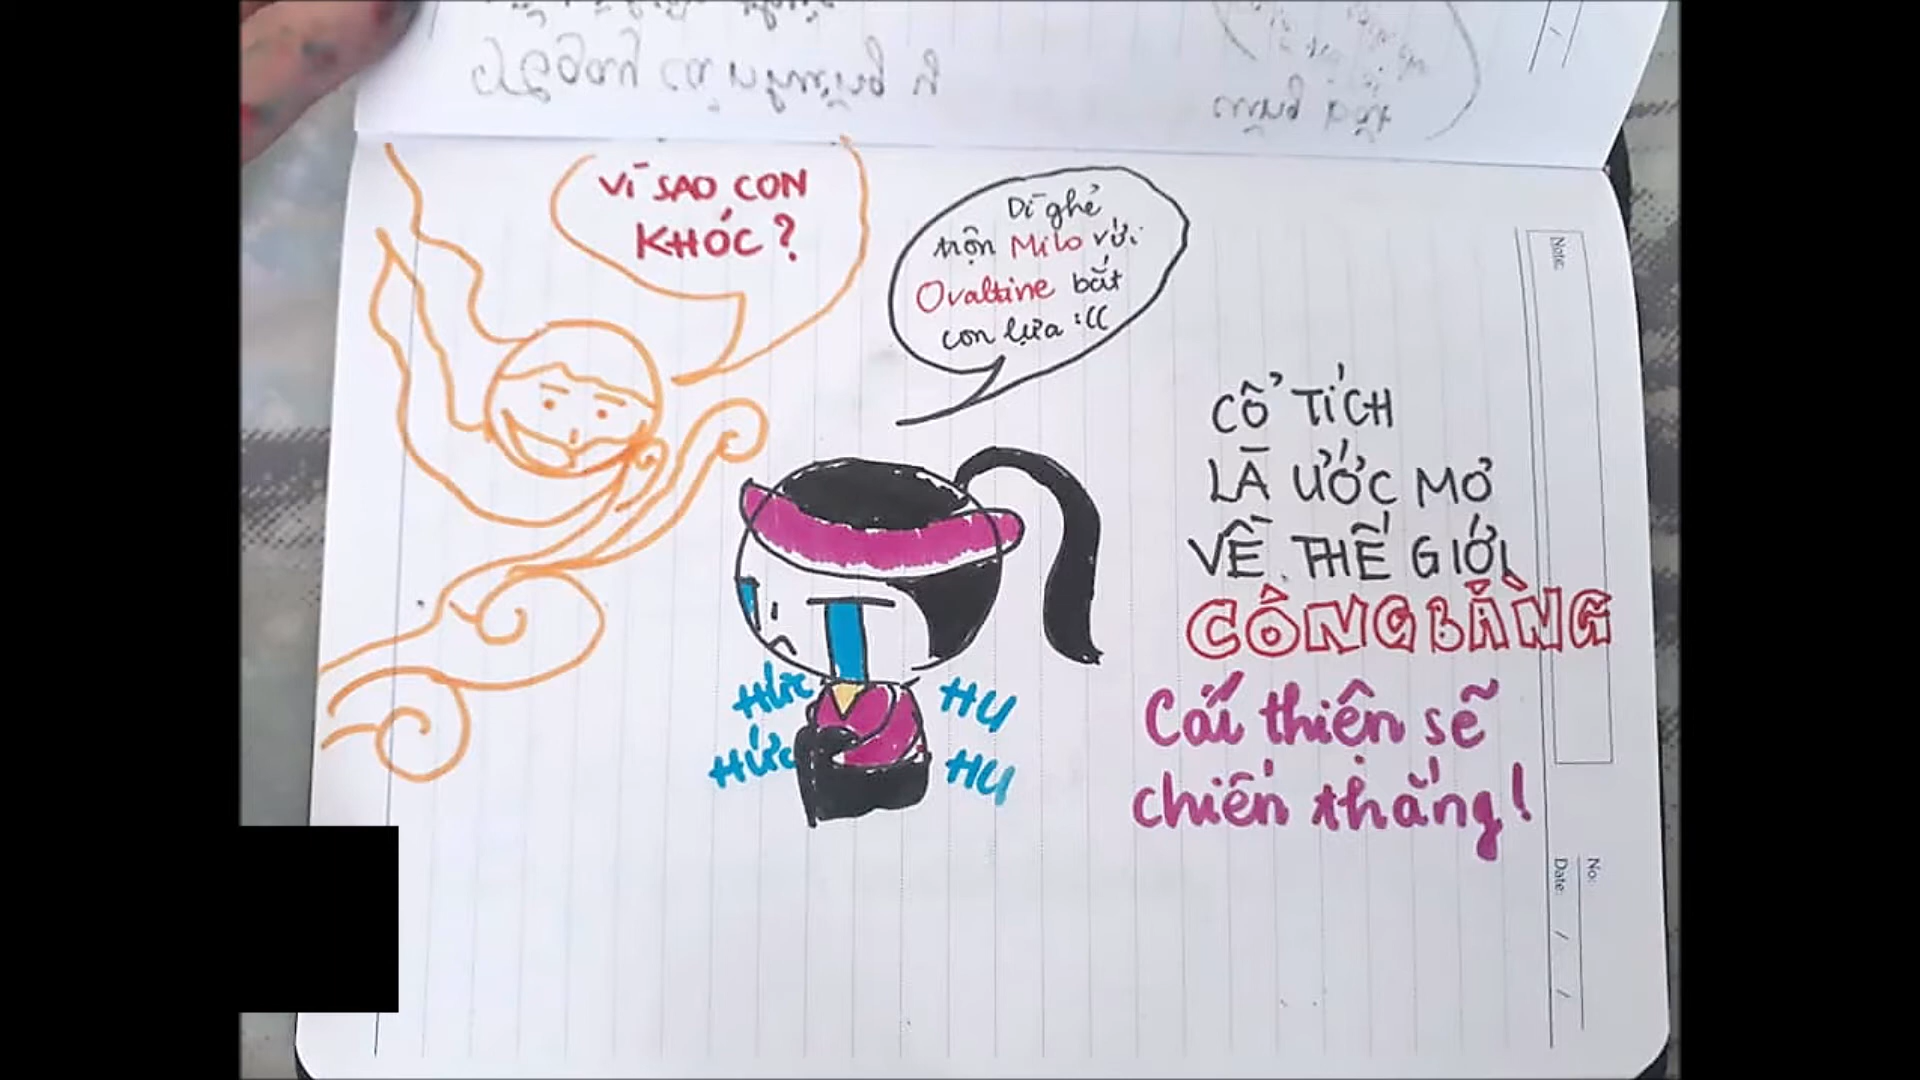 Vì SAO CON
KHÓC?
Dì ghẻ
trộn Milo với
Ovaltine bắt
con lựa :((
HỨC
HỨC
HU
HU
CỔ TÍCH
LÀ ƯỚC MƠ
VỀ THẾ GIỚI
CÔNG BẰNG
Cái thiện sẽ
chiến thắng!
Note:
No:
Date: / /